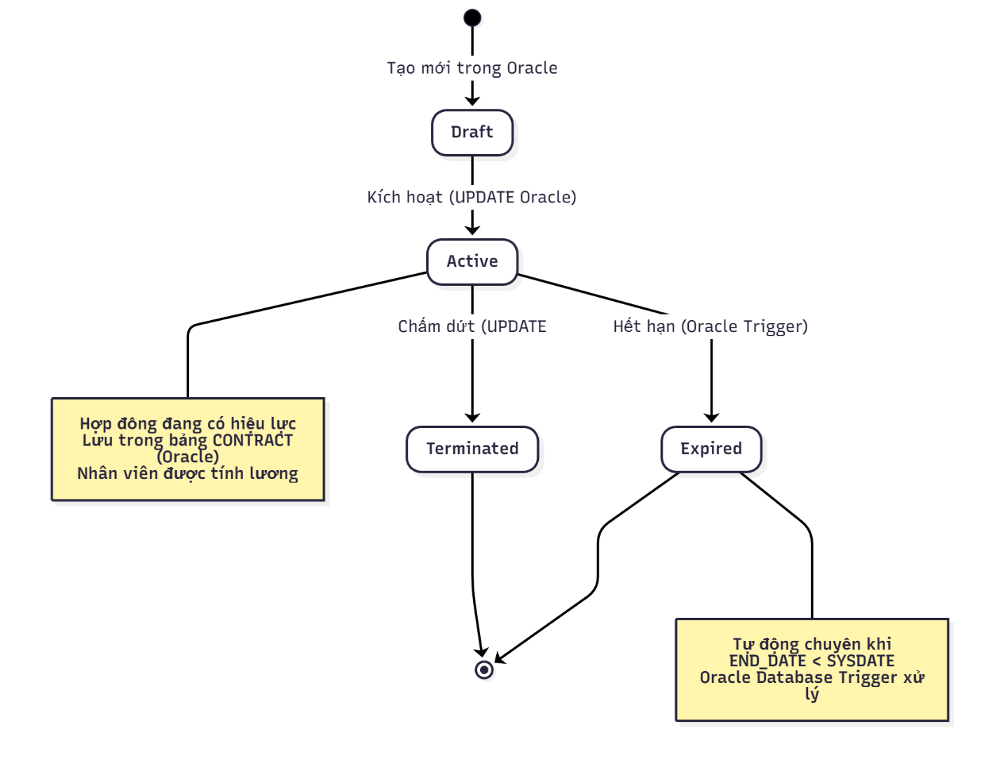 Tạo mới trong Oracle
Draft
Kích hoạt (UPDATE Oracle)
Active
Chấm dứt (UPDATE
Hết hạn (Oracle Trigger)
Hợp đồng đang có hiệu lực
Lưu trong bảng CONTRACT
(Oracle)
Nhân viên được tính lương
Terminated
Expired
Tự động chuyển khi
END_DATE < SYSDATE
Oracle Database Trigger xử
lý